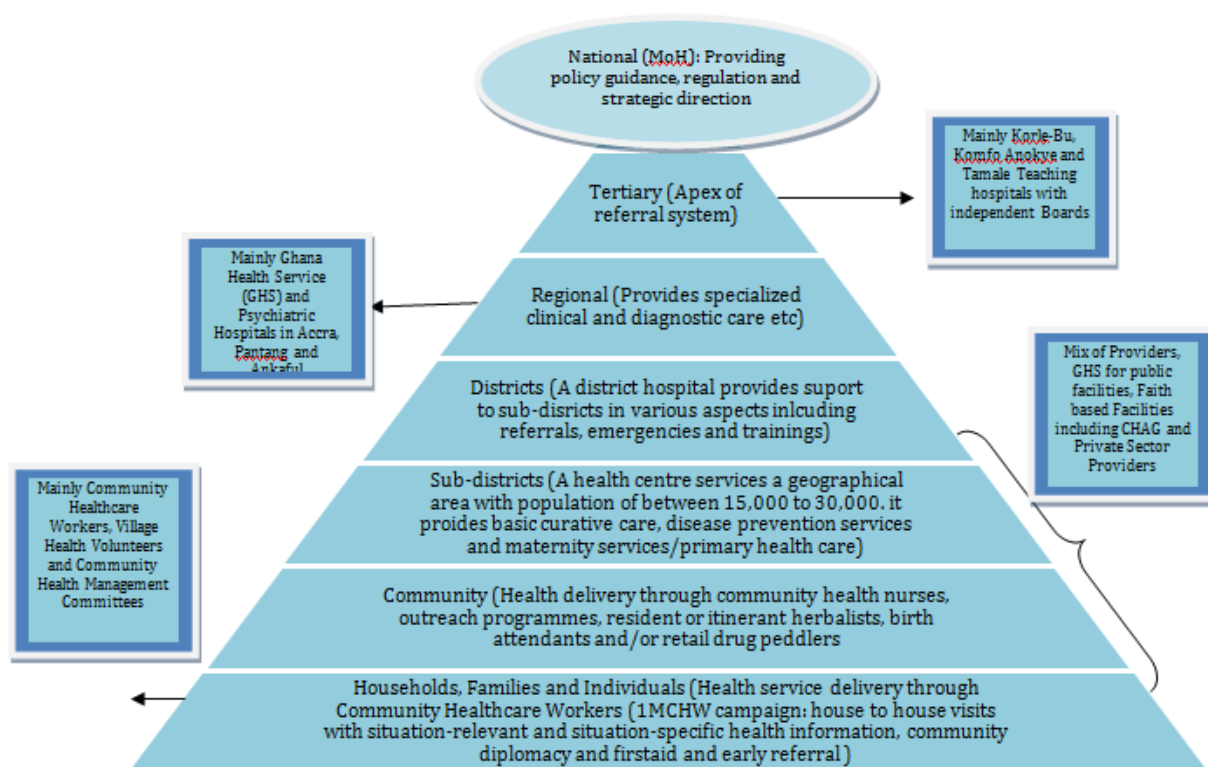 National (MoH): Providing
policy guidance, regulation and
strategic direction
Mainly Korle-Bu,
Komfo Anokye and
Tamale Teaching
hospitals with
independent Boards
Tertiary (Apex of
referral system)
Mainly Ghana
Health Service
(GHS) and
Psychiatric
Hospitals in Accra,
Pantang and
Ankaful
Regional (Provides specialized
clinical and diagnostic care etc)
Mix of Providers,
GHS for public
facilities, Faith
based Facilities
including CHAG and
Private Sector
Providers
Districts (A district hospital provides suport
to sub-disricts in various aspects inlcuding
referrals, emergencies and trainings)
Mainly Community
Healthcare
Workers, Village
Health Volunteers
and Community
Health Management
Committees
Sub-districts (A health centre services a geographical
area with population of between 15,000 to 30,000. it
proides basic curative care, disease prevention services
and maternity services/primary health care)
Community (Health delivery through community health nurses,
outreach programmes, resident or itinerant herbalists, birth
attendants and/or retail drug peddlers
Households, Families and Individuals (Health service delivery through
Community Healthcare Workers (1MCHW campaign: house to house visits
with situation-relevant and situation-specific health information, community
diplomacy and firstaid and early referral)